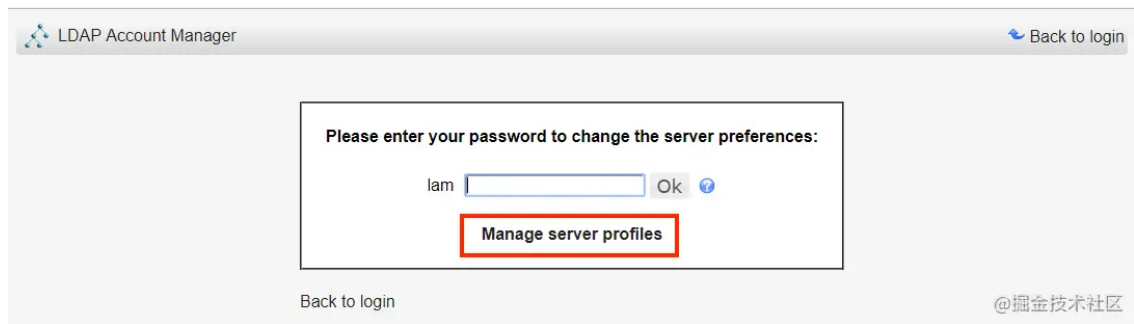 LDAP Account Manager
Back to login
Please enter your password to change the server preferences:
lam Ok ?
Manage server profiles
Back to login
@掘金技术社区